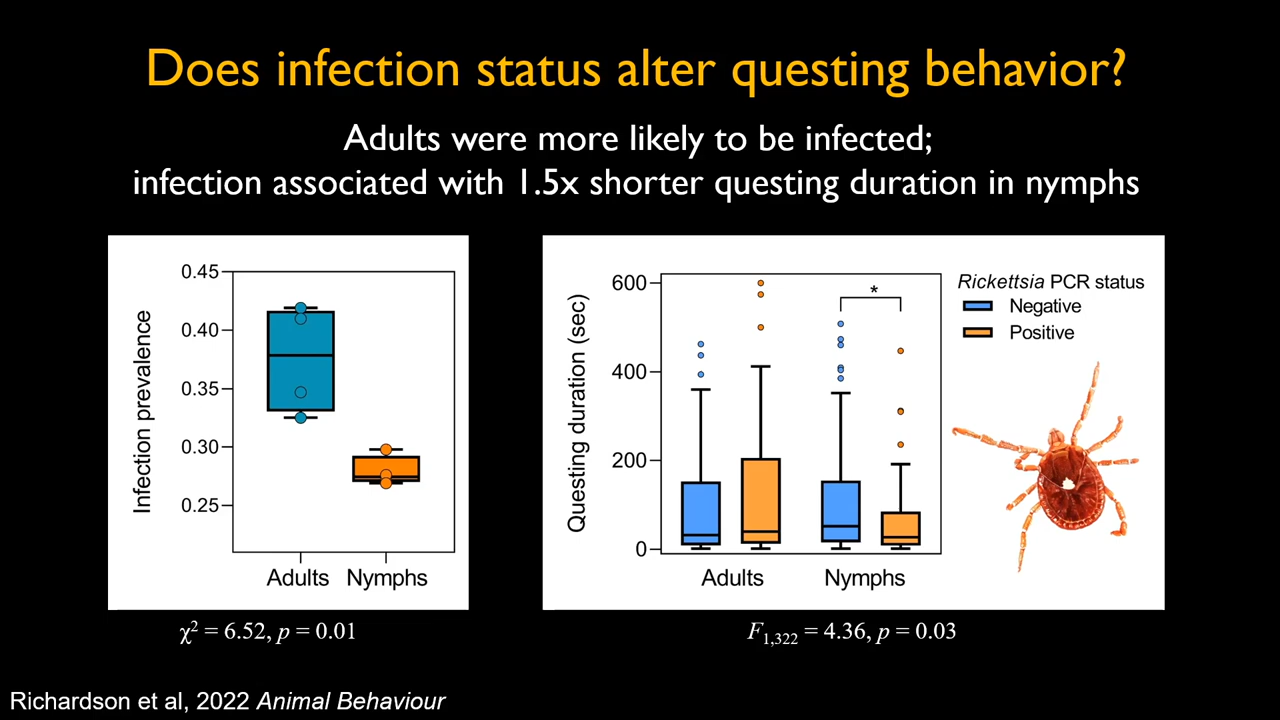 Does infection status alter questing behavior?
Adults were more likely to be infected;
infection associated with 1.5x shorter questing duration in nymphs
Infection prevalence
0.45
0.40
0.35
0.30
0.25
Adults Nymphs
χ² = 6.52, p = 0.01
Questing duration (sec)
600
400
200
0
*
Adults Nymphs
Rickettsia PCR status
Negative
Positive
F1,322 = 4.36, p = 0.03
Richardson et al, 2022 Animal Behaviour